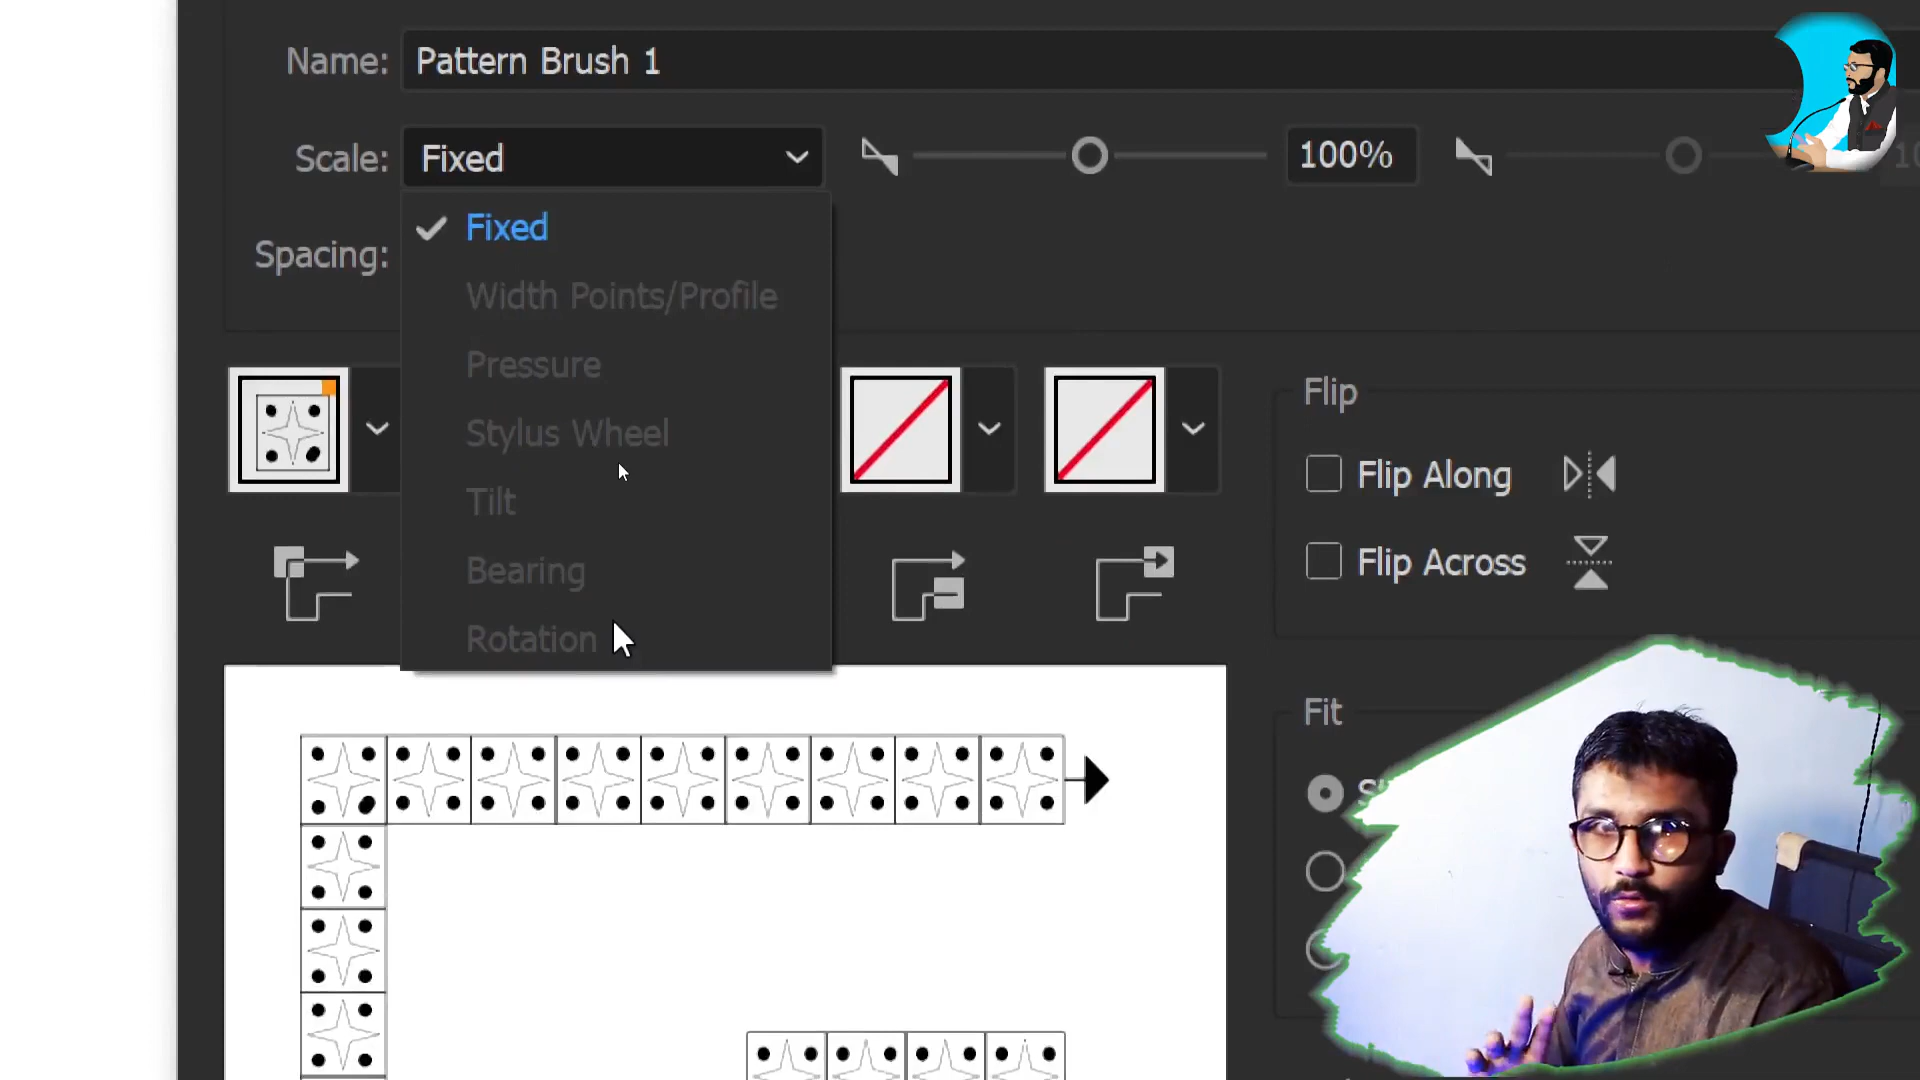 Name: Pattern Brush 1
Scale: Fixed 100% 10
Fixed
Spacing:
Width Points/Profile
Pressure
Stylus Wheel
Tilt
Bearing
Rotation
Flip
Flip Along
Flip Across
Fit